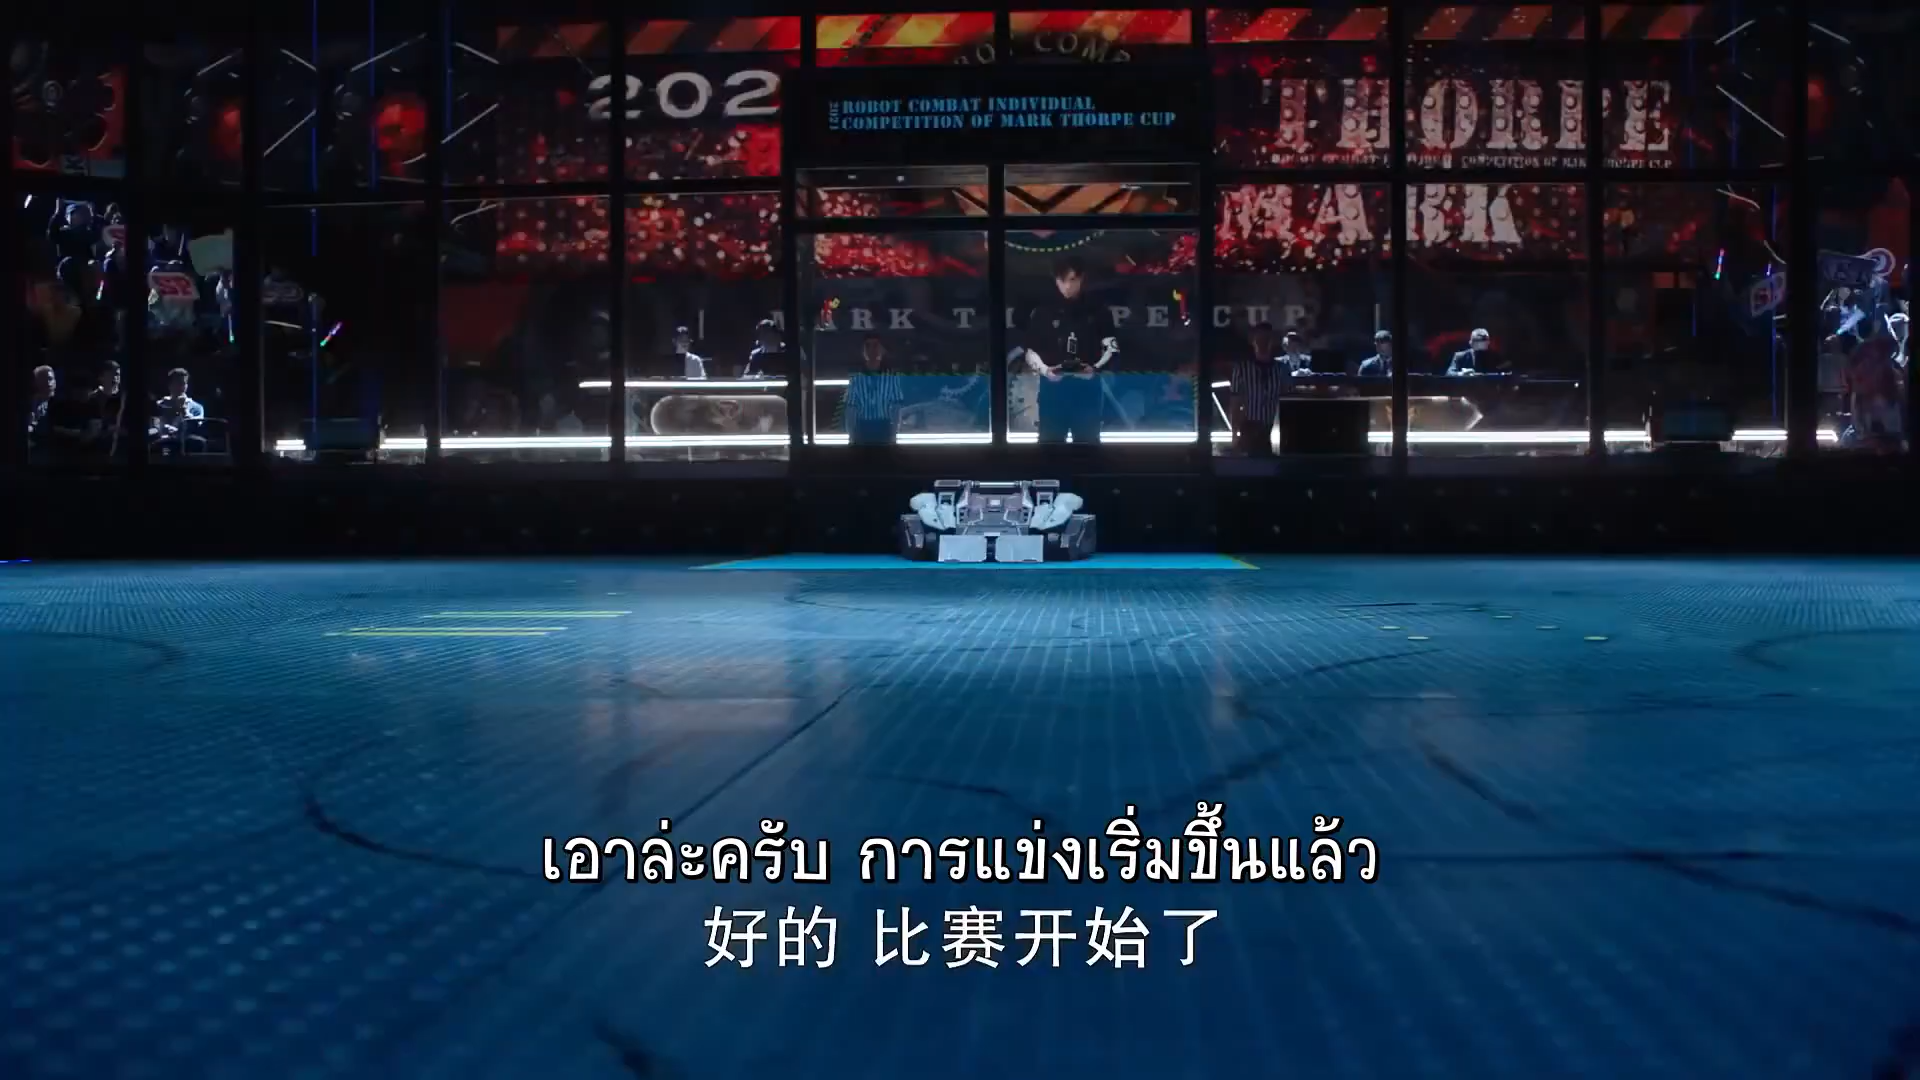 202
ROBOT COMBAT INDIVIDUAL
2021
COMPETITION OF MARK THORPE CUP
THORPE
MARK
เอาล่ะครับ การแข่งเริ่มขึ้นแล้ว
好的 比赛开始了